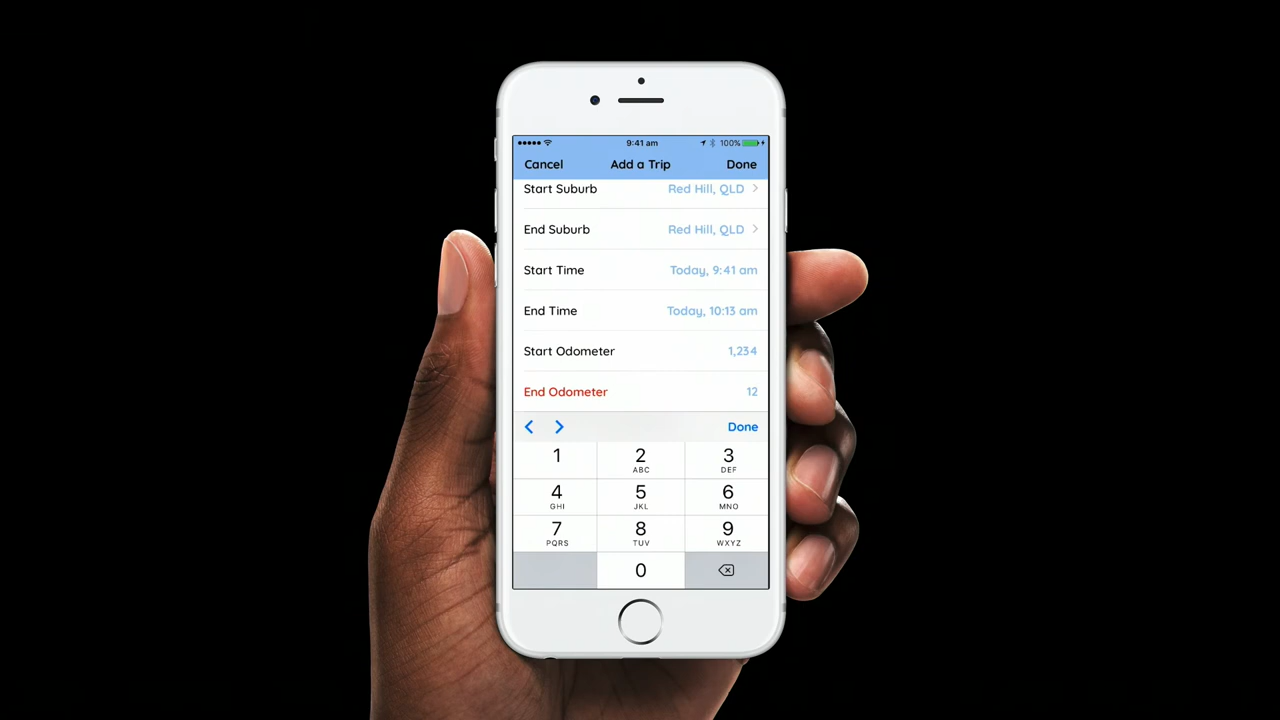 9:41 am 100%
Cancel Add a Trip Done
Start Suburb Red Hill, QLD
End Suburb Red Hill, QLD
Start Time Today, 9:41 am
End Time Today, 10:13 am
Start Odometer 1,234
End Odometer 12
Done
1 2 3
ABC DEF
4 5 6
GHI JKL MNO
7 8 9
PQRS TUV WXYZ
0